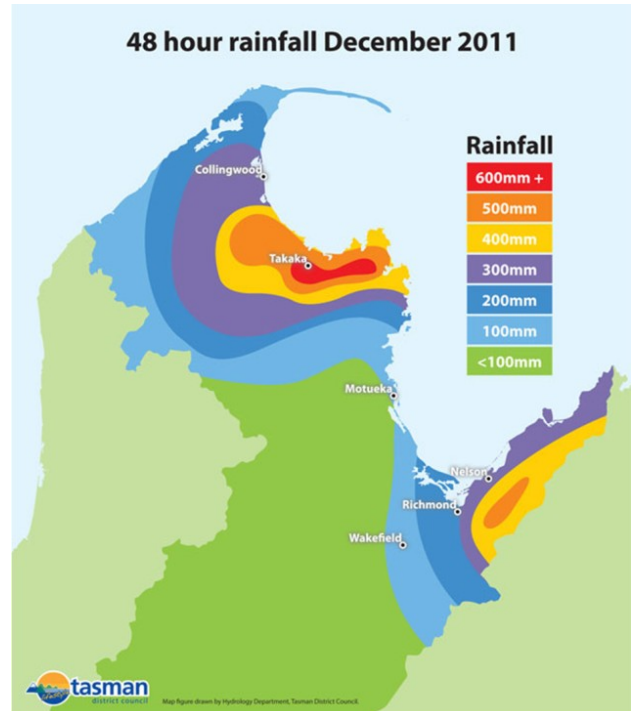 48 hour rainfall December 2011
Rainfall
600mm +
500mm
400mm
300mm
200mm
100mm
<100mm
Collingwood
Takaka
Motueka
Nelson
Richmond
Wakefield
tasman
district council
Map figure drawn by Hydrology Department, Tasman District Council.